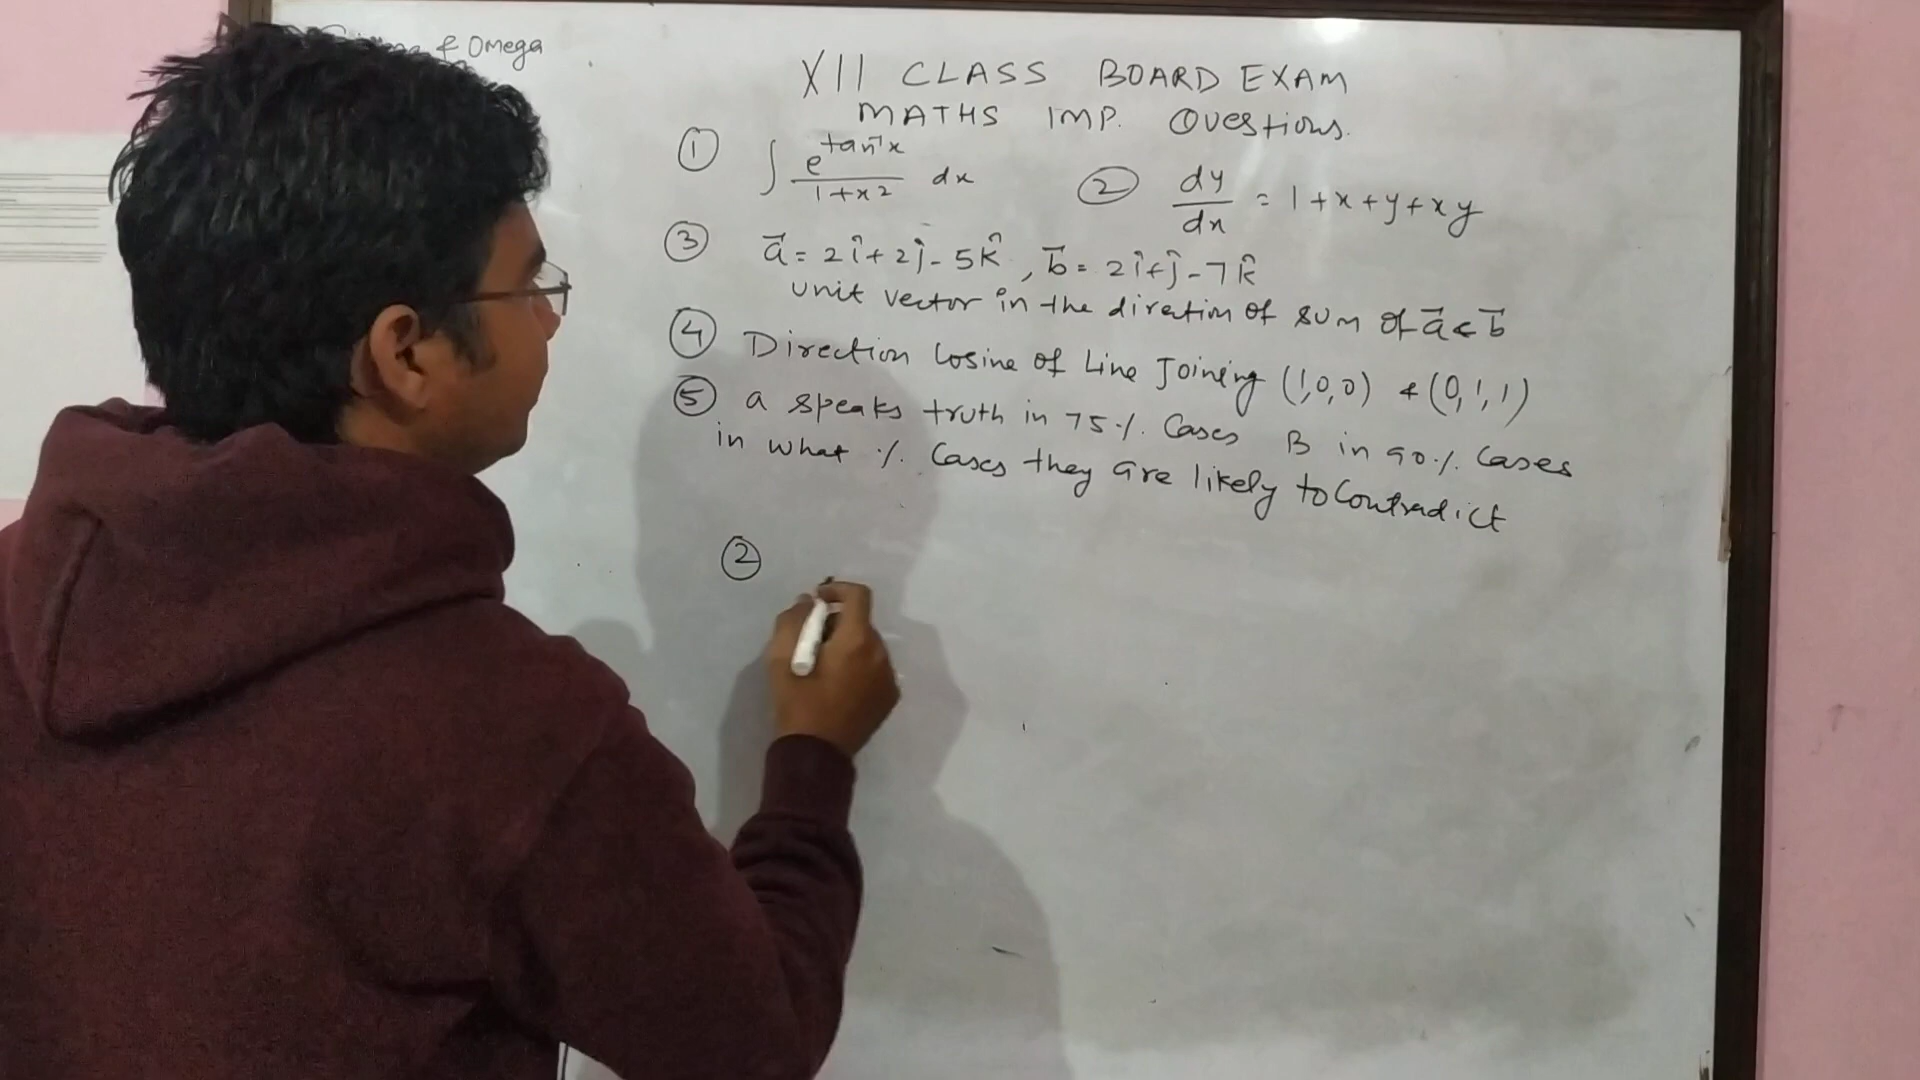 & Omega
XII CLASS BOARD EXAM
MATHS IMP. QUESTIONS.
① ∫ e^(tan⁻¹x) / (1+x²) dx
② dy/dx = 1+x+y+xy
③ a⃗ = 2î+2ĵ-5k̂, b⃗ = 2î+ĵ-7k̂
unit vector in the direction of sum of a⃗ & b⃗
④ Direction Cosine of Line Joining (1,0,0) & (0,1,1)
⑤ a speaks truth in 75%. Cases B in 90%. Cases
in what %. Cases they are likely to Contradict
②